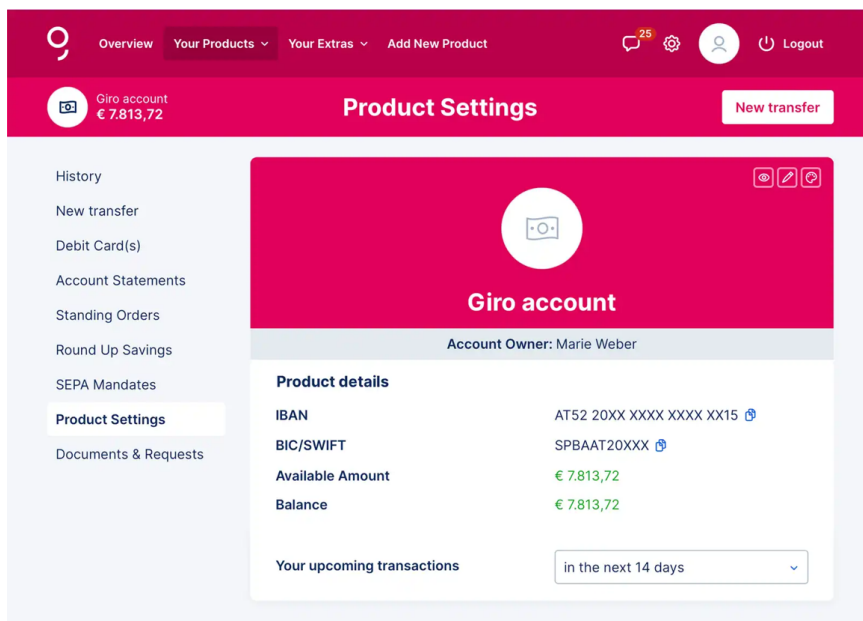 Overview Your Products Your Extras Add New Product 25 Logout
Giro account
€ 7.813,72
Product Settings
New transfer
History
New transfer
Debit Card(s)
Account Statements
Standing Orders
Round Up Savings
SEPA Mandates
Product Settings
Documents & Requests
Giro account
Account Owner: Marie Weber
Product details
IBAN AT52 20XX XXXX XXXX XX15
BIC/SWIFT SPBAAT20XXX
Available Amount € 7.813,72
Balance € 7.813,72
Your upcoming transactions in the next 14 days